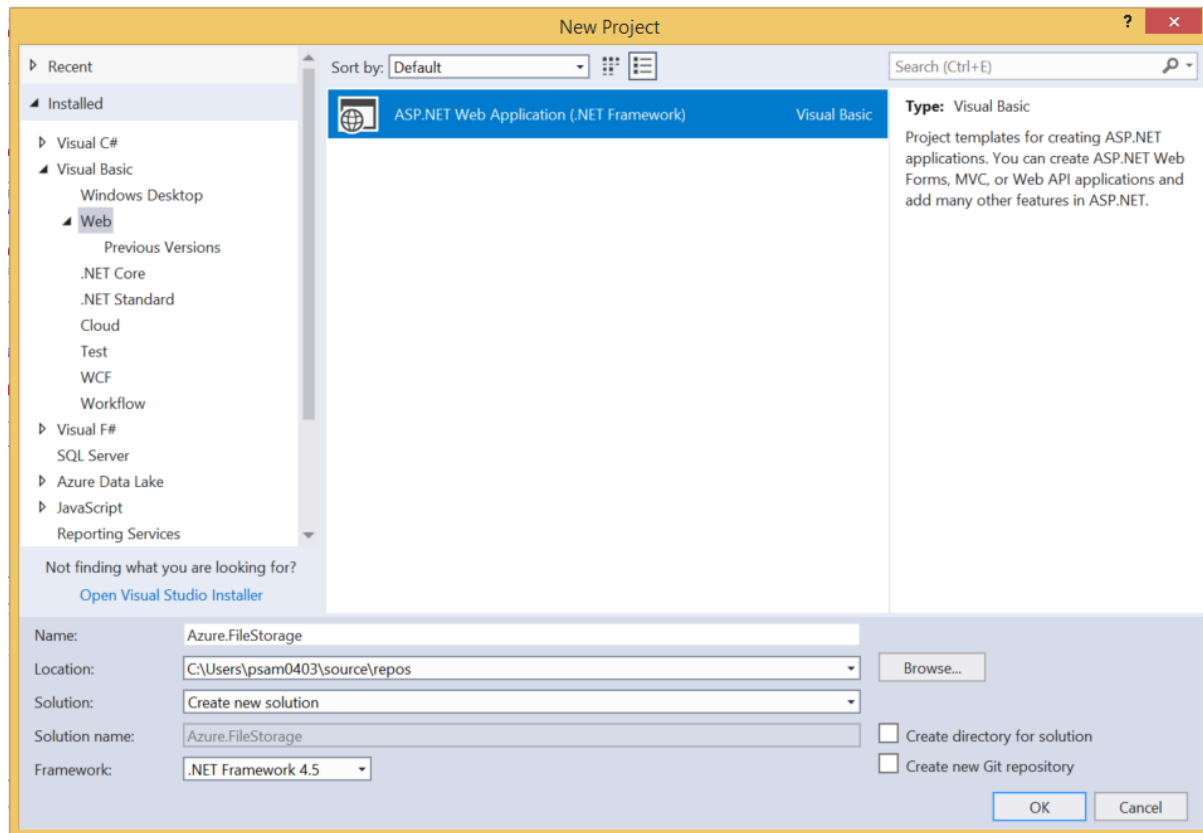 New Project
?
Recent
Installed
Visual C#
Visual Basic
Windows Desktop
Web
Previous Versions
.NET Core
.NET Standard
Cloud
Test
WCF
Workflow
Visual F#
SQL Server
Azure Data Lake
JavaScript
Reporting Services
Not finding what you are looking for?
Open Visual Studio Installer
Sort by: Default
ASP.NET Web Application (.NET Framework) Visual Basic
Search (Ctrl+E)
Type: Visual Basic
Project templates for creating ASP.NET
applications. You can create ASP.NET Web
Forms, MVC, or Web API applications and
add many other features in ASP.NET.
Name: Azure.FileStorage
Location: C:\Users\psam0403\source\repos Browse...
Solution: Create new solution
Solution name: Azure.FileStorage Create directory for solution
Framework: .NET Framework 4.5 Create new Git repository
OK Cancel